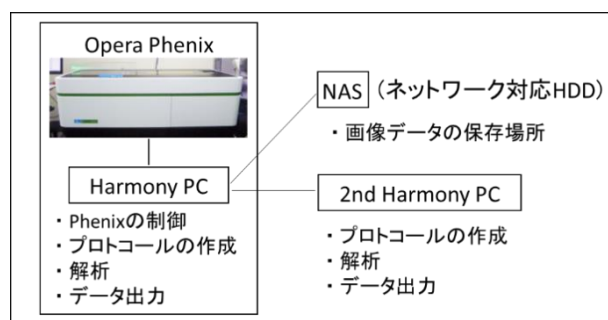 Opera Phenix
Harmony PC
・Phenixの制御
・プロトコールの作成
・解析
・データ出力
NAS (ネットワーク対応HDD)
・画像データの保存場所
2nd Harmony PC
・プロトコールの作成
・解析
・データ出力